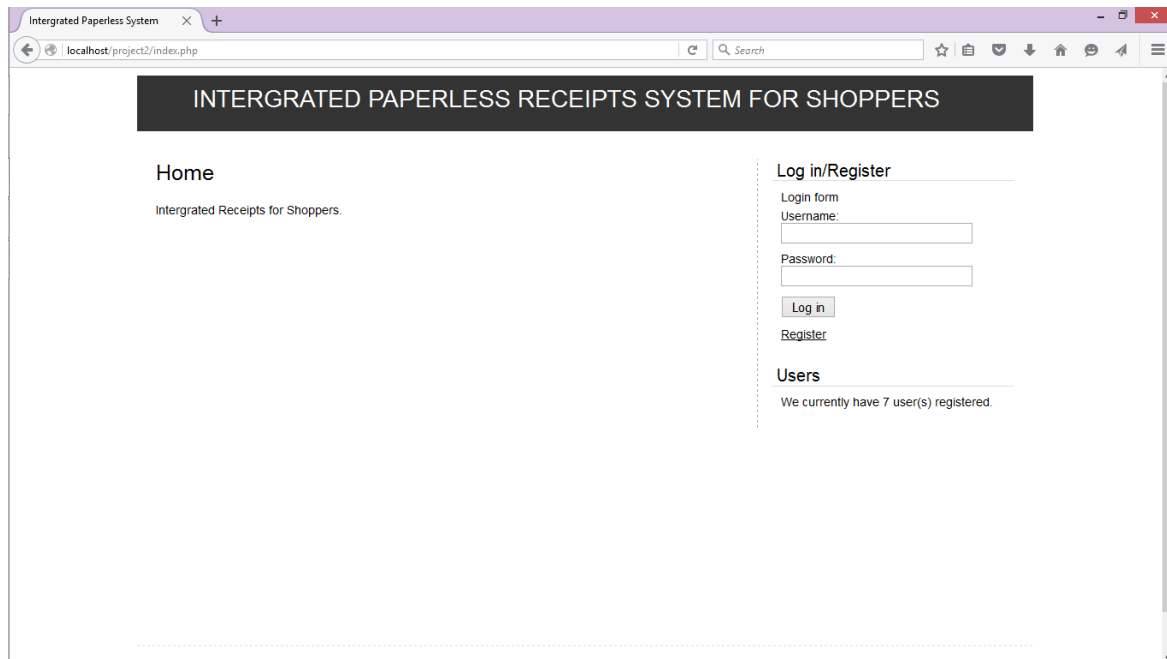 Intergrated Paperless System
localhost/project2/index.php
Search
INTERGRATED PAPERLESS RECEIPTS SYSTEM FOR SHOPPERS
Home
Intergrated Receipts for Shoppers.
Log in/Register
Login form
Username:
Password:
Log in
Register
Users
We currently have 7 user(s) registered.